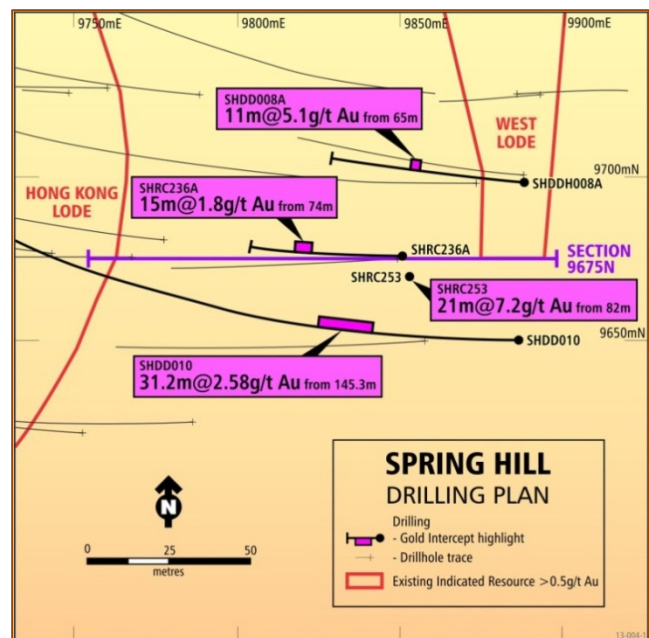 9750mE
9800mE
9850mE
9900mE
SHDD008A
11m@5.1g/t Au from 65m
WEST
LODE
9700mN
SHDDH008A
HONG KONG
LODE
SHRC236A
15m@1.8g/t Au from 74m
SHRC236A
SECTION
9675N
SHRC253
SHRC253
21m@7.2g/t Au from 82m
9650mN
SHDD010
SHDD010
31.2m@2.58g/t Au from 145.3m
SPRING HILL
DRILLING PLAN
Drilling
- Gold Intercept highlight
- Drillhole trace
Existing Indicated Resource >0.5g/t Au
N
0 25 50
metres